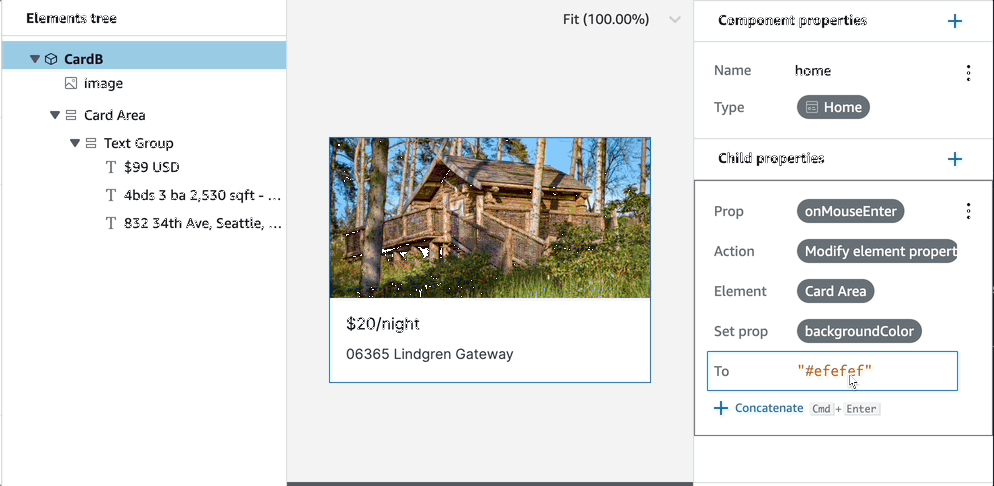 Elements tree
CardB
image
Card Area
Text Group
$99 USD
4bds 3 ba 2,530 sqft - ...
832 34th Ave, Seattle, ...
Fit (100.00%)
$20/night
06365 Lindgren Gateway
Component properties
Name home
Type Home
Child properties
Prop onMouseEnter
Action Modify element propert
Element Card Area
Set prop backgroundColor
To "#efefef"
Concatenate Cmd + Enter